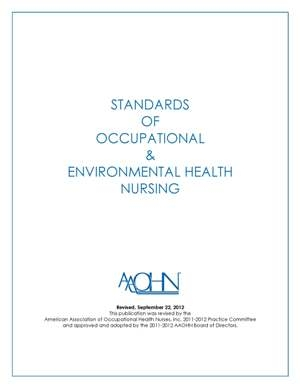 STANDARDS
OF
OCCUPATIONAL
&
ENVIRONMENTAL HEALTH
NURSING
AAOHN
Revised, September 22, 2012
This publication was revised by the
American Association of Occupational Health Nurses, Inc. 2011-2012 Practice Committee
and approved and adopted by the 2011-2012 AAOHN Board of Directors.